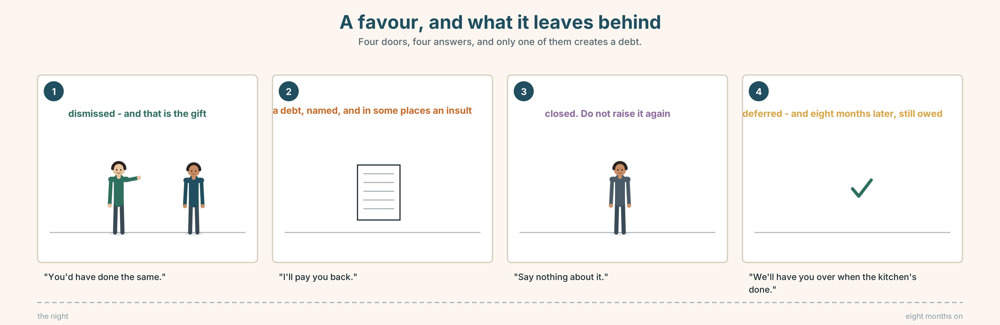 A favour, and what it leaves behind
Four doors, four answers, and only one of them creates a debt.
1
dismissed - and that is the gift
"You'd have done the same."
2
a debt, named, and in some places an insult
"I'll pay you back."
3
closed. Do not raise it again
"Say nothing about it."
4
deferred - and eight months later, still owed
"We'll have you over when the kitchen's
done."
the night
eight months on